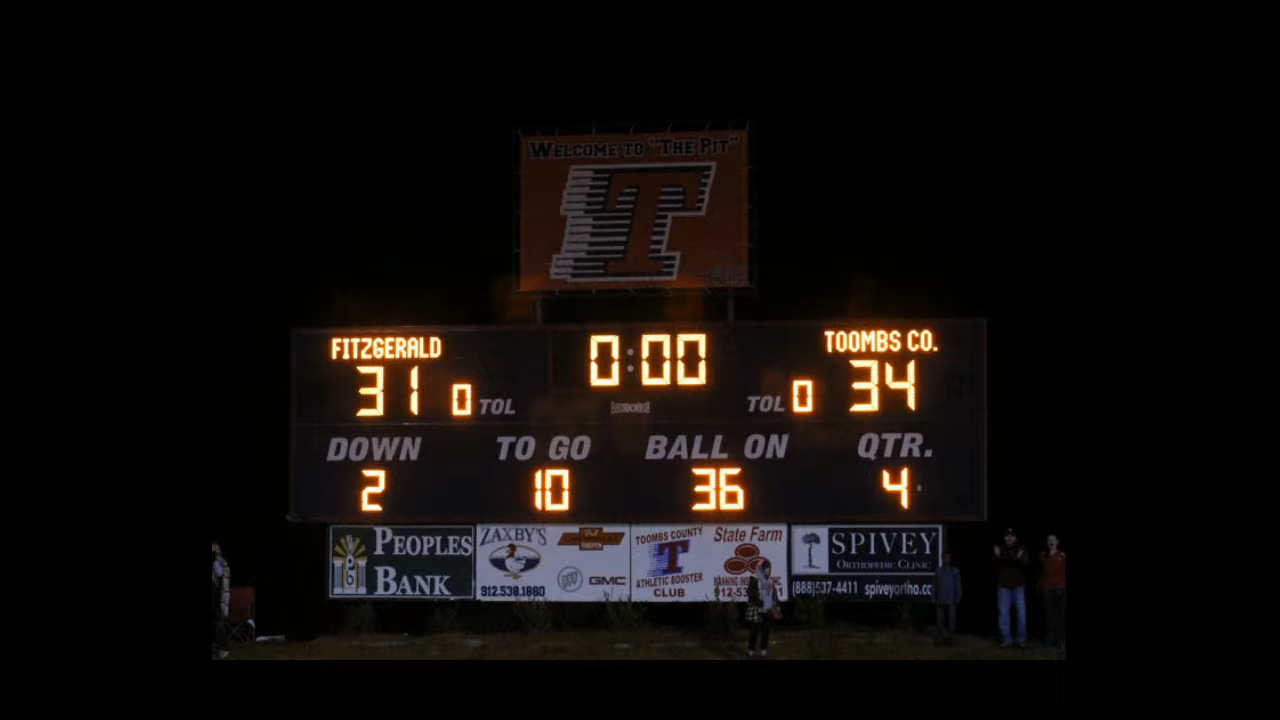 WELCOME TO "THE PIT"
T
FITZGERALD
0:00
TOOMBS CO.
31
0
TOL
TOL
0
34
DOWN
TO GO
BALL ON
QTR.
2
10
36
4
PEOPLES
BANK
ZAXBY'S
912.538.1880
GMC
TOOMBS COUNTY
T
ATHLETIC BOOSTER
CLUB
State Farm
SPIVEY
ORTHOPEDIC CLINIC
(888)537-4411